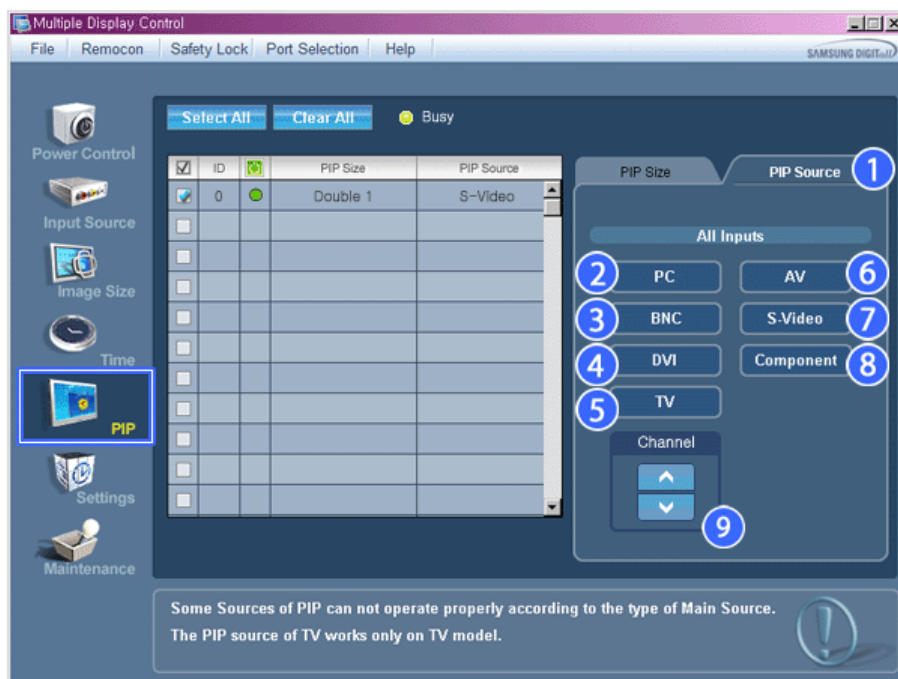 Multiple Display Control
File Remocon Safety Lock Port Selection Help
SAMSUNG DIGITall
Select All Clear All Busy
Power Control
Input Source
Image Size
Time
PIP
Settings
Maintenance
ID PIP Size PIP Source
0 Double 1 S-Video
PIP Size PIP Source 1
All Inputs
2 PC AV 6
3 BNC S-Video 7
4 DVI Component 8
5 TV
Channel
9
Some Sources of PIP can not operate properly according to the type of Main Source.
The PIP source of TV works only on TV model.